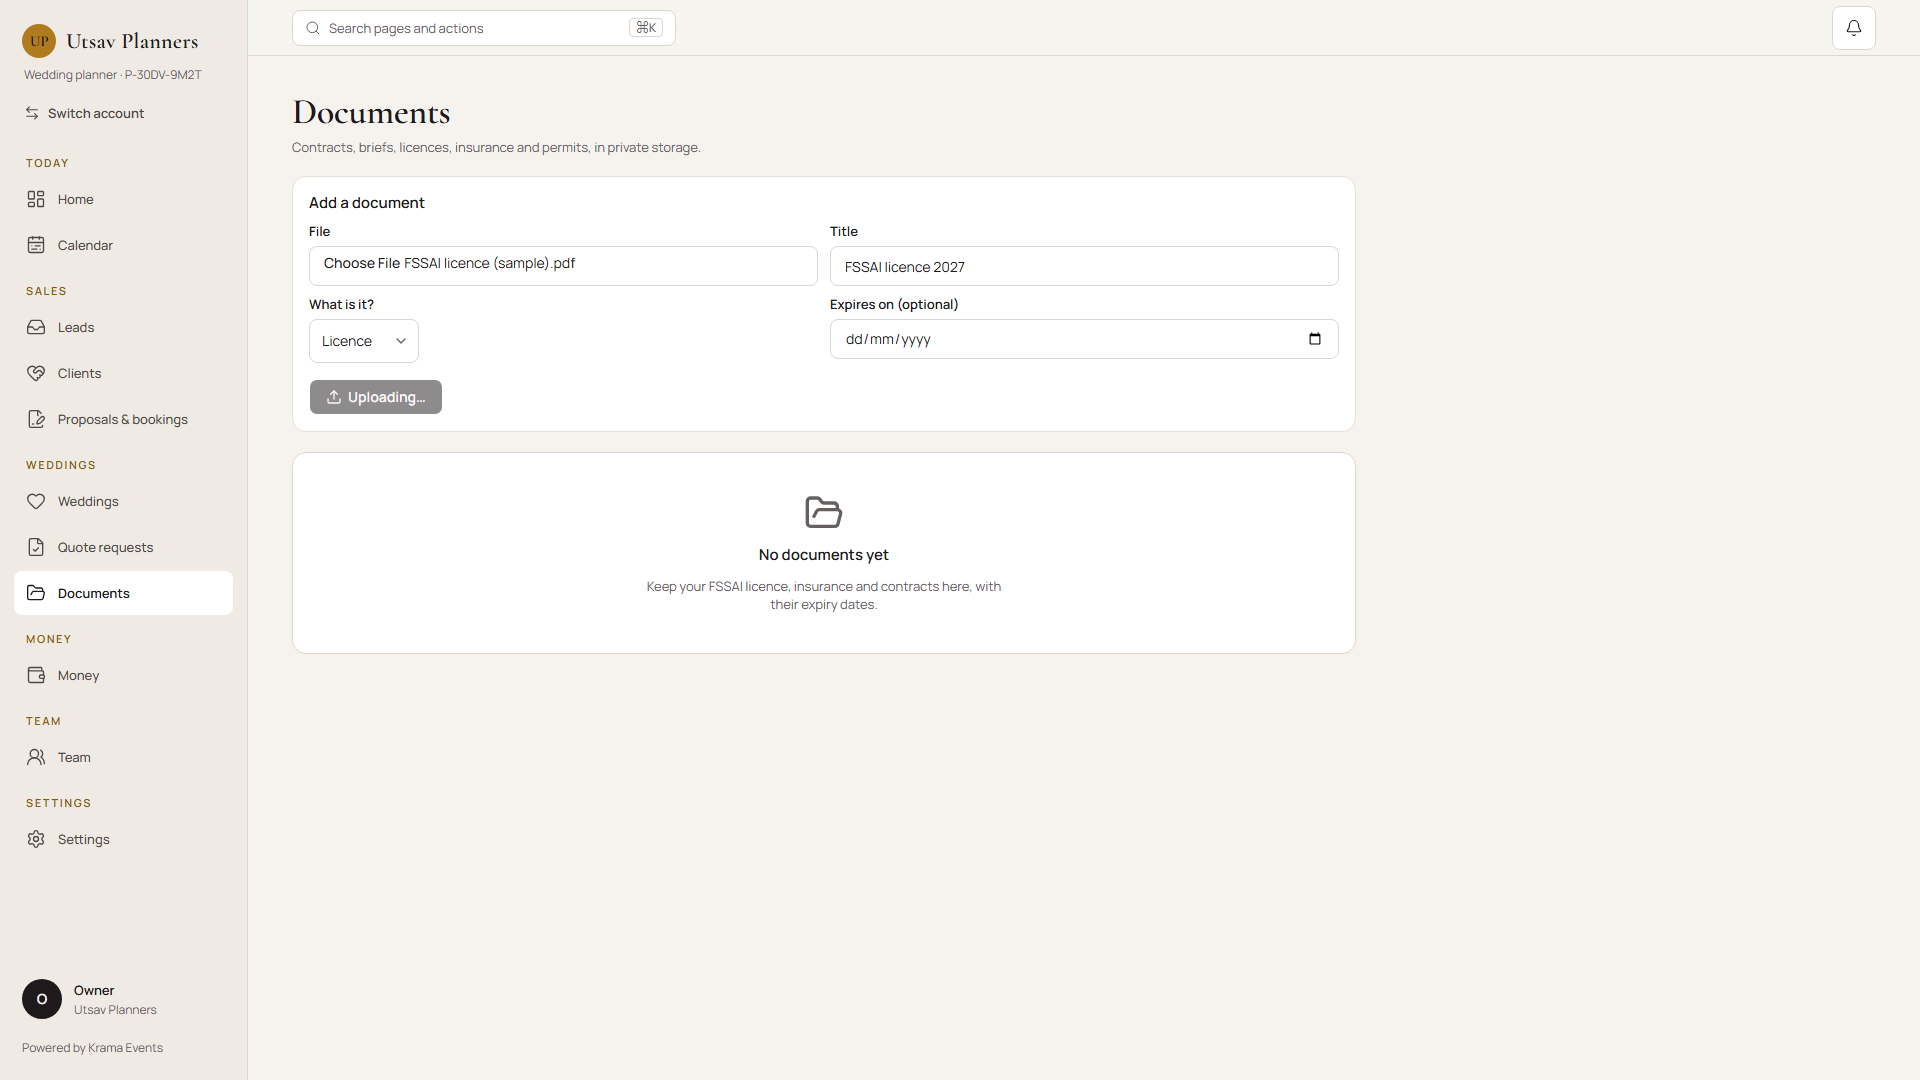 UP Utsav Planners
Wedding planner · P-30DV-9M2T
Switch account
TODAY
Home
Calendar
SALES
Leads
Clients
Proposals & bookings
WEDDINGS
Weddings
Quote requests
Documents
MONEY
Money
TEAM
Team
SETTINGS
Settings
O
Owner
Utsav Planners
Powered by Krama Events
Search pages and actions ⌘K
Documents
Contracts, briefs, licences, insurance and permits, in private storage.
Add a document
File
Choose File FSSAI licence (sample).pdf
Title
FSSAI licence 2027
What is it?
Licence
Expires on (optional)
dd/mm/yyyy
Uploading...
No documents yet
Keep your FSSAI licence, insurance and contracts here, with
their expiry dates.